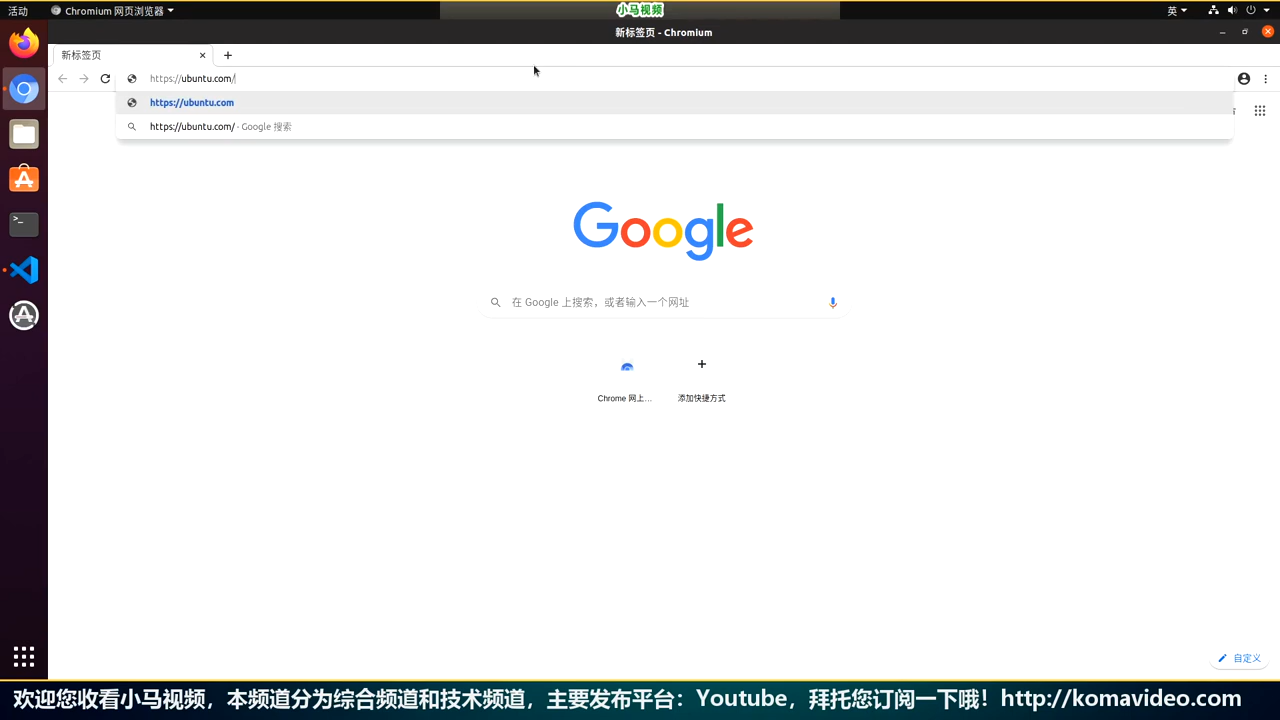 活动
Chromium 网页浏览器
小马视频
英
新标签页 - Chromium
新标签页
https://ubuntu.com/
https://ubuntu.com
https://ubuntu.com/ - Google 搜索
Google
在 Google 上搜索，或者输入一个网址
Chrome 网上...
添加快捷方式
自定义
欢迎您收看小马视频，本频道分为综合频道和技术频道，主要发布平台：Youtube，拜托您订阅一下哦！http://komavideo.com